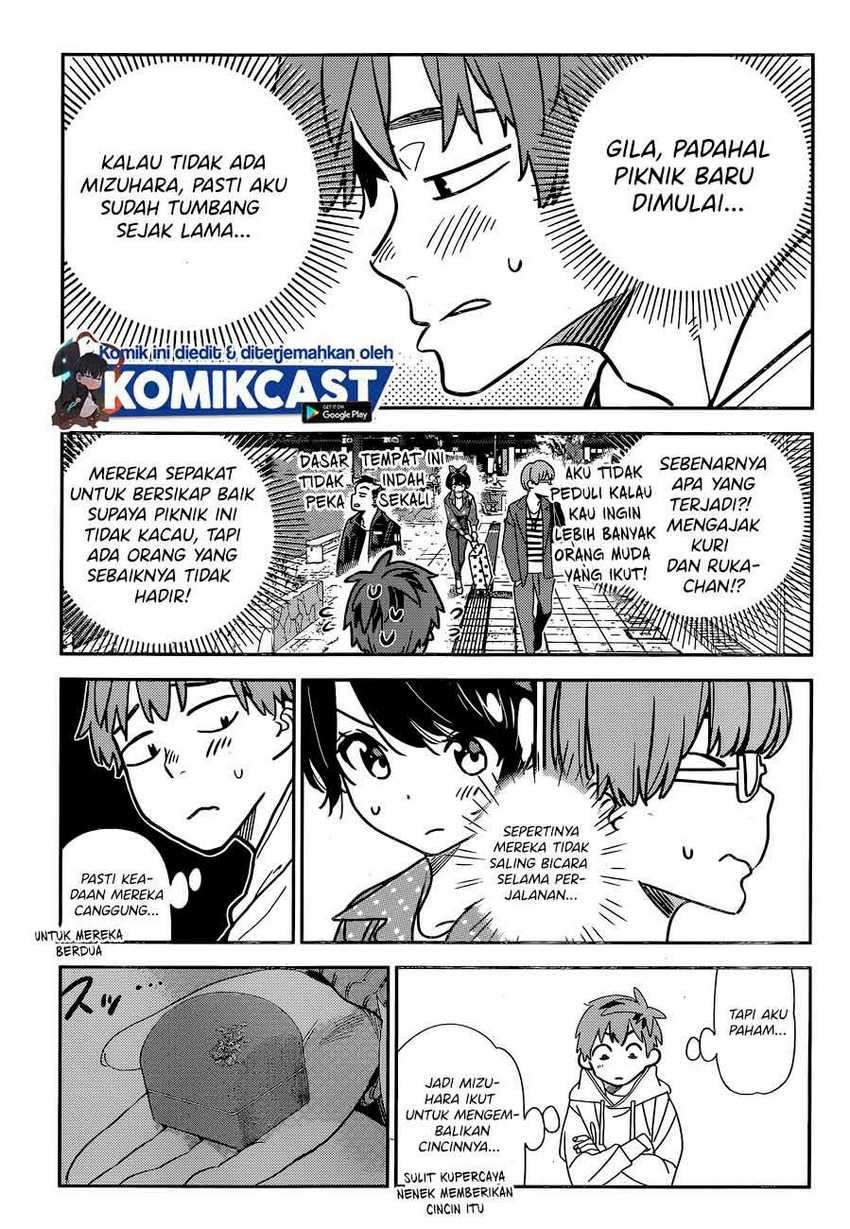 GILA, PADAHAL
PIKNIK BARU
DIMULAI...
KALAU TIDAK ADA
MIZUHARA, PASTI AKU
SUDAH TUMBANG
SEJAK LAMA...
Komik ini diedit & diterjemahkan oleh
KOMIKCAST
GET IT ON
Google Play
SEBENARNYA
APA YANG
TERJADI?!
MENGAJAK
KURI
DAN RUKA-
CHAN!?
AKU TIDAK
PEDULI KALAU
KAU INGIN
LEBIH BANYAK
ORANG MUDA
YANG IKUT!
TEMPAT INI
INDAH
SEKALI
DASAR
TIDAK
PEKA
MEREKA SEPAKAT
UNTUK BERSIKAP BAIK
SUPAYA PIKNIK INI
TIDAK KACAU, TAPI
ADA ORANG YANG
SEBAIKNYA TIDAK
HADIR!
SEPERTINYA
MEREKA TIDAK
SALING BICARA
SELAMA PER-
JALANAN...
PASTI KEA-
DAAN MEREKA
CANGGUNG...
UNTUK MEREKA
BERDUA
TAPI AKU
PAHAM...
JADI MIZU-
HARA IKUT
UNTUK MENGEM-
BALIKAN
CINCINNYA...
SULIT KUPERCAYA
NENEK MEMBERIKAN
CINCIN ITU
スッ